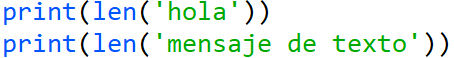 print(len('hola'))
print(len('mensaje de texto'))